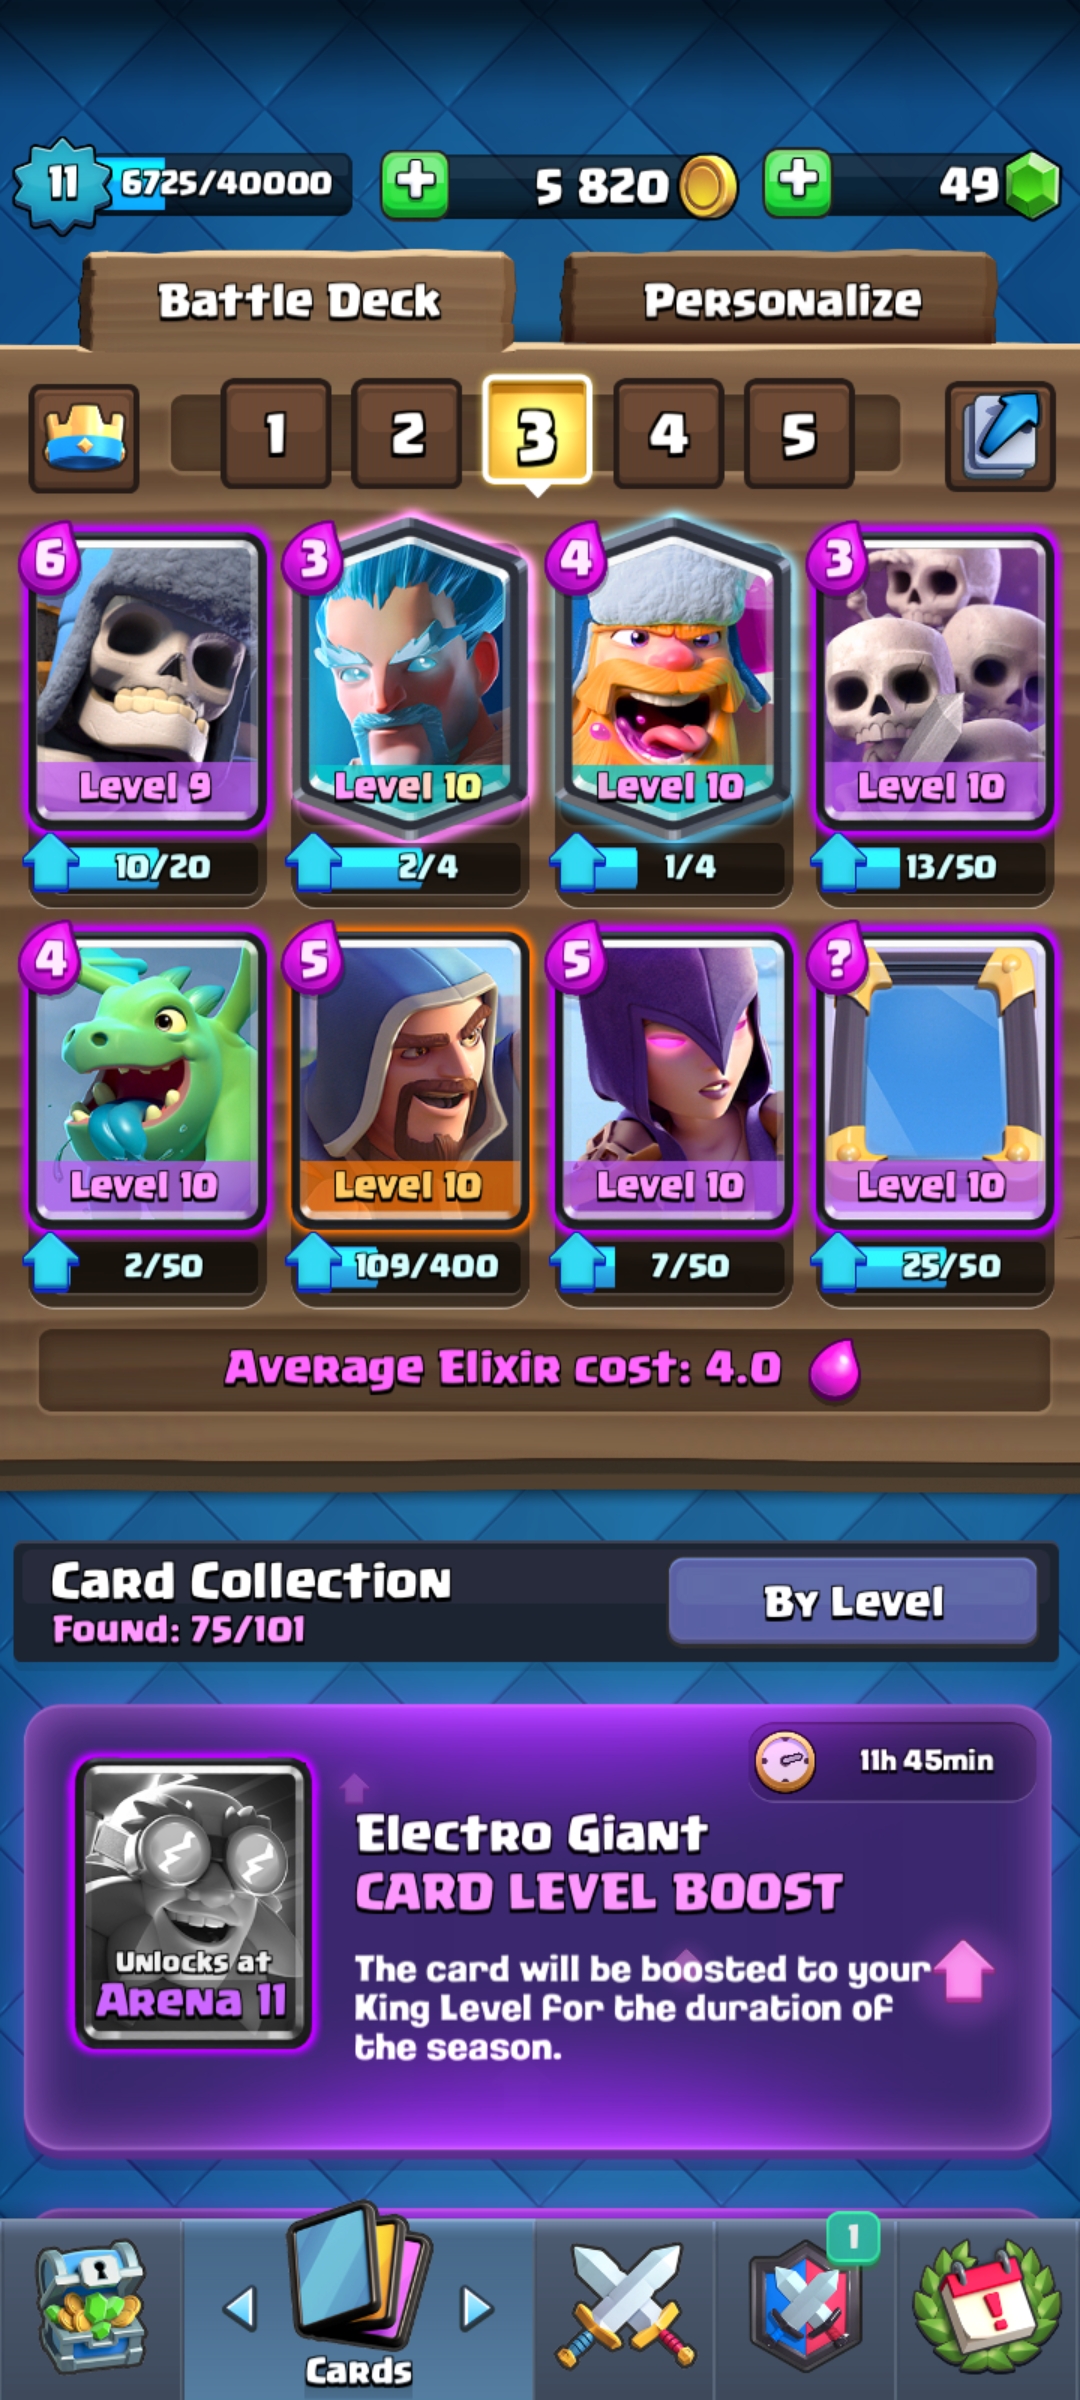 11
6725/40000
5 820
49
Battle Deck
Personalize
1
2
3
4
5
6
3
4
3
Level 9
Level 10
Level 10
Level 10
10/20
2/4
1/4
13/50
4
5
5
?
Level 10
Level 10
Level 10
Level 10
2/50
109/400
7/50
25/50
Average Elixir cost: 4.0
Card Collection
Found: 75/101
By Level
11h 45min
Electro Giant
CARD LEVEL BOOST
Unlocks at
Arena 11
The card will be boosted to your
King Level for the duration of
the season.
1
Cards